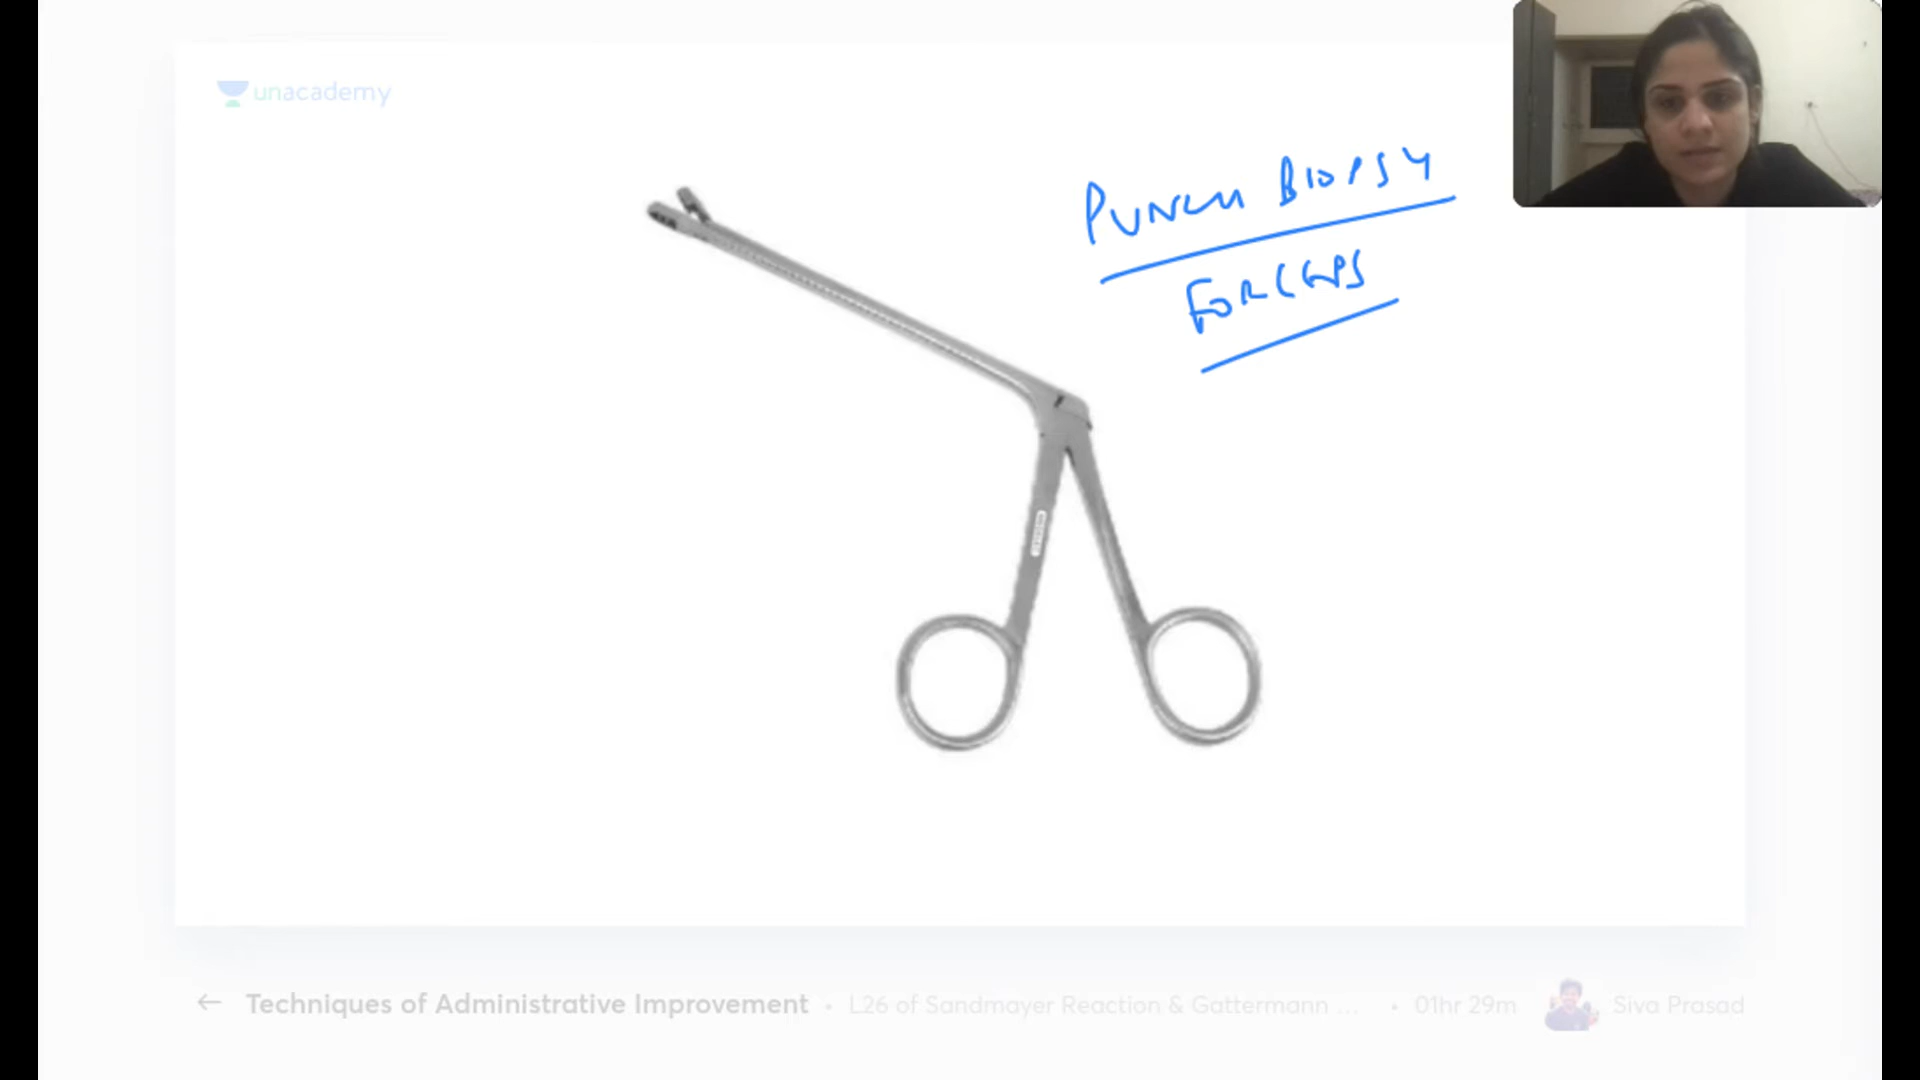 unacademy
PUNCH BIOPSY
FORCEPS
← Techniques of Administrative Improvement • L26 of Sandmayer Reaction & Gattermann ... • 01hr 29m Siva Prasad